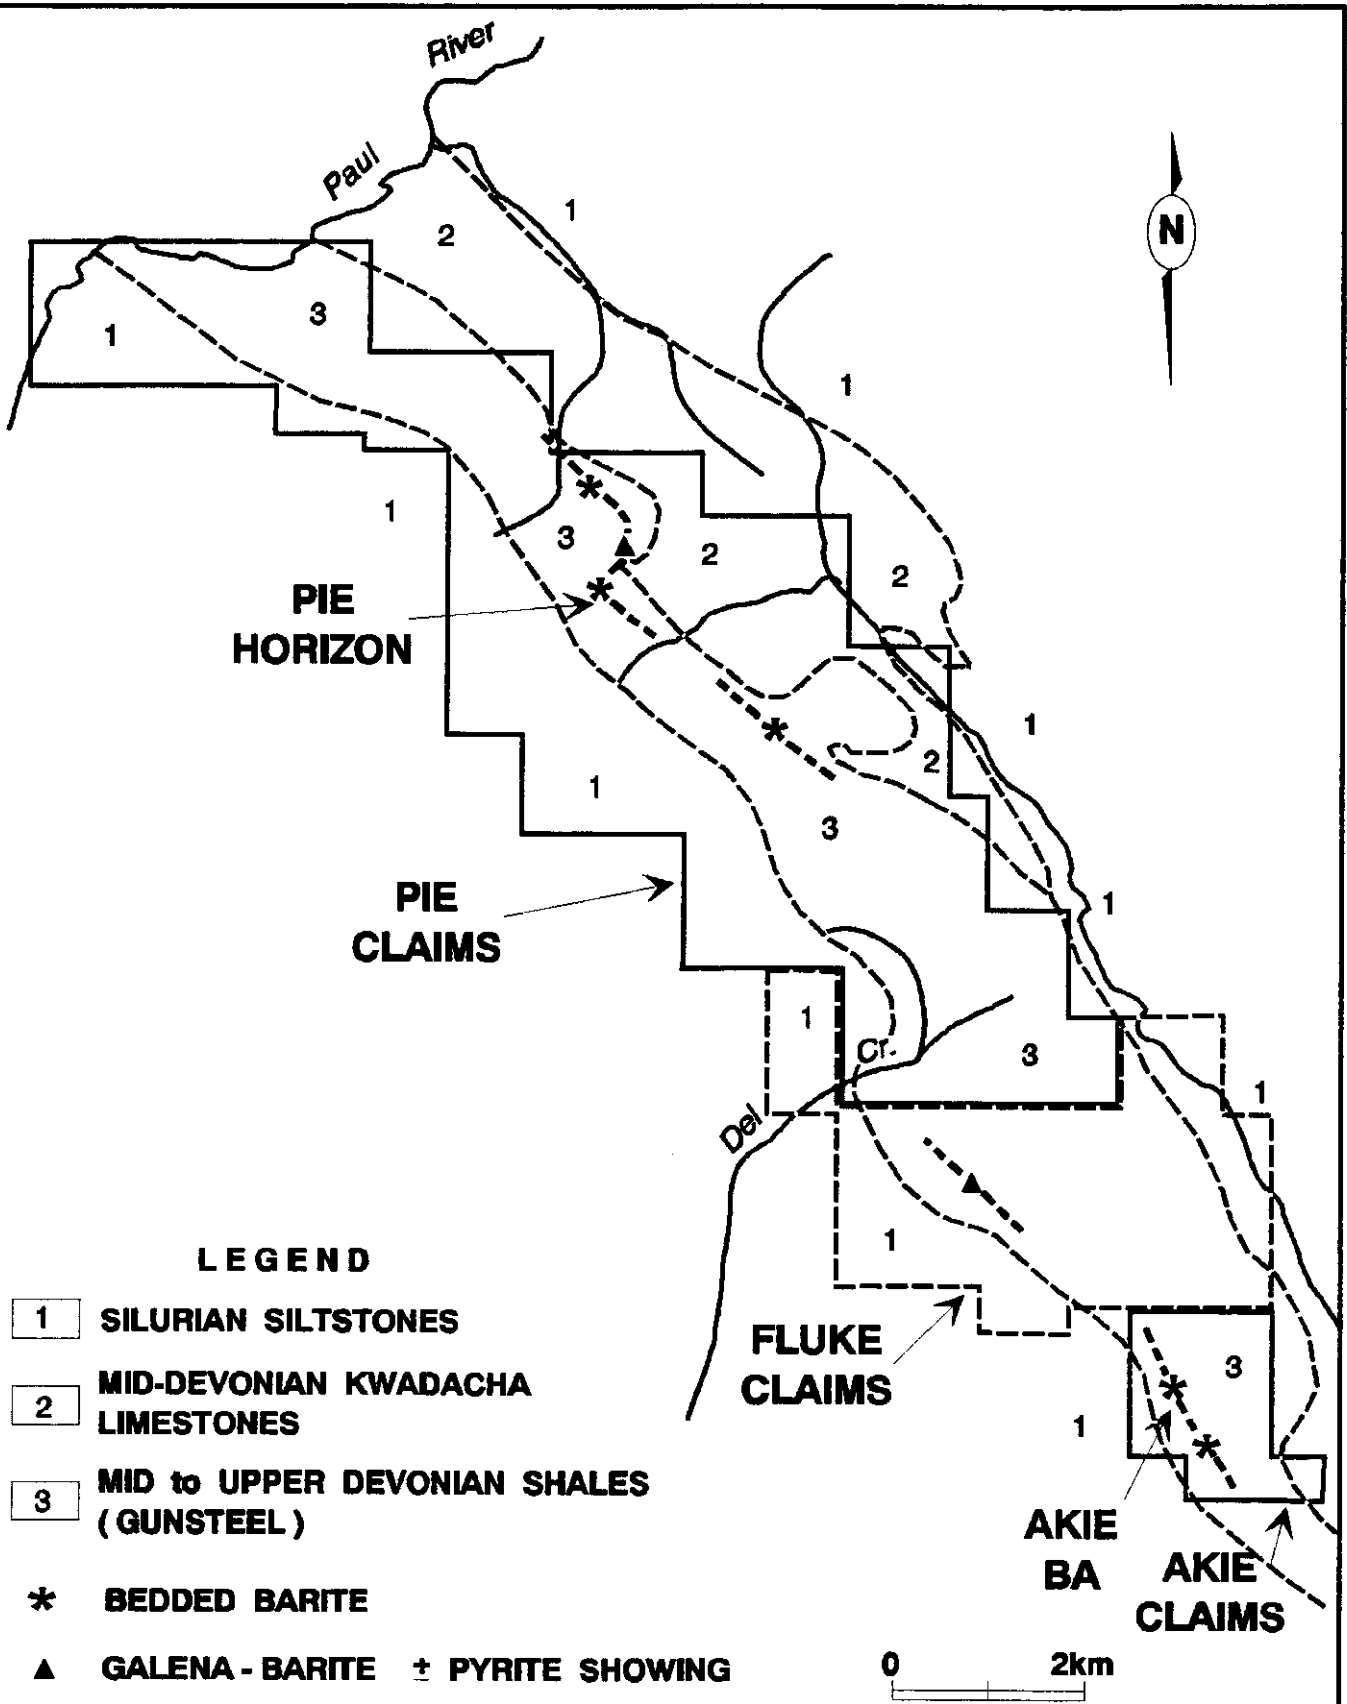 River
Paul
1
2
N
3
1
1
1
3
2
2
PIE
HORIZON
1
2
1
3
PIE
CLAIMS
1
1
Cr.
3
1
Del
1
FLUKE
CLAIMS
3
1
AKIE
BA
AKIE
CLAIMS
LEGEND
1 SILURIAN SILTSTONES
2 MID-DEVONIAN KWADACHA
LIMESTONES
3 MID to UPPER DEVONIAN SHALES
(GUNSTEEL)
* BEDDED BARITE
▲ GALENA - BARITE ± PYRITE SHOWING
0 2km